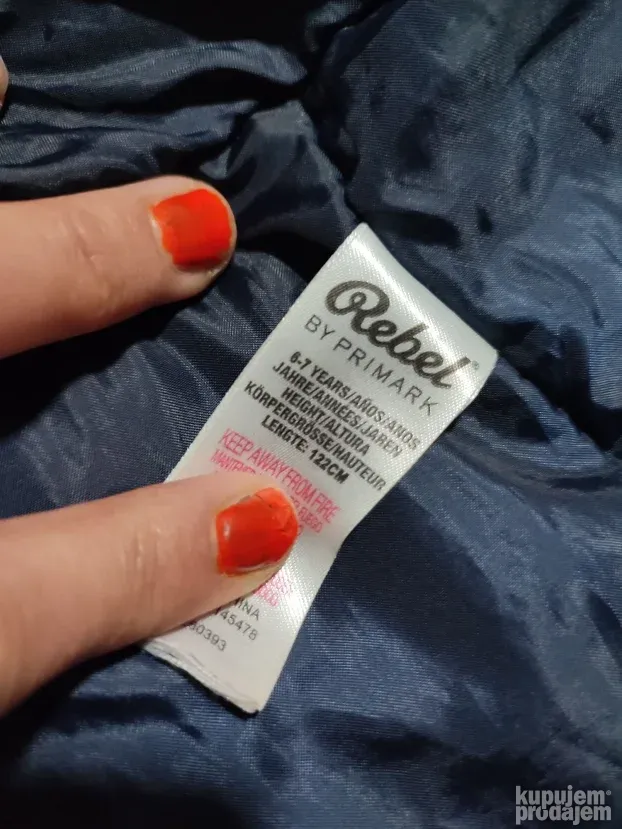 Rebel
BY PRIMARK
6-7 YEARS/AÑOS/ANOS
JAHRE/ANNÉES/JAREN
HEIGHT/ALTURA
KÖRPERGRÖSSE/HAUTEUR
LENGTE: 122CM
KEEP AWAY FROM FIRE
kupujem
prodajem